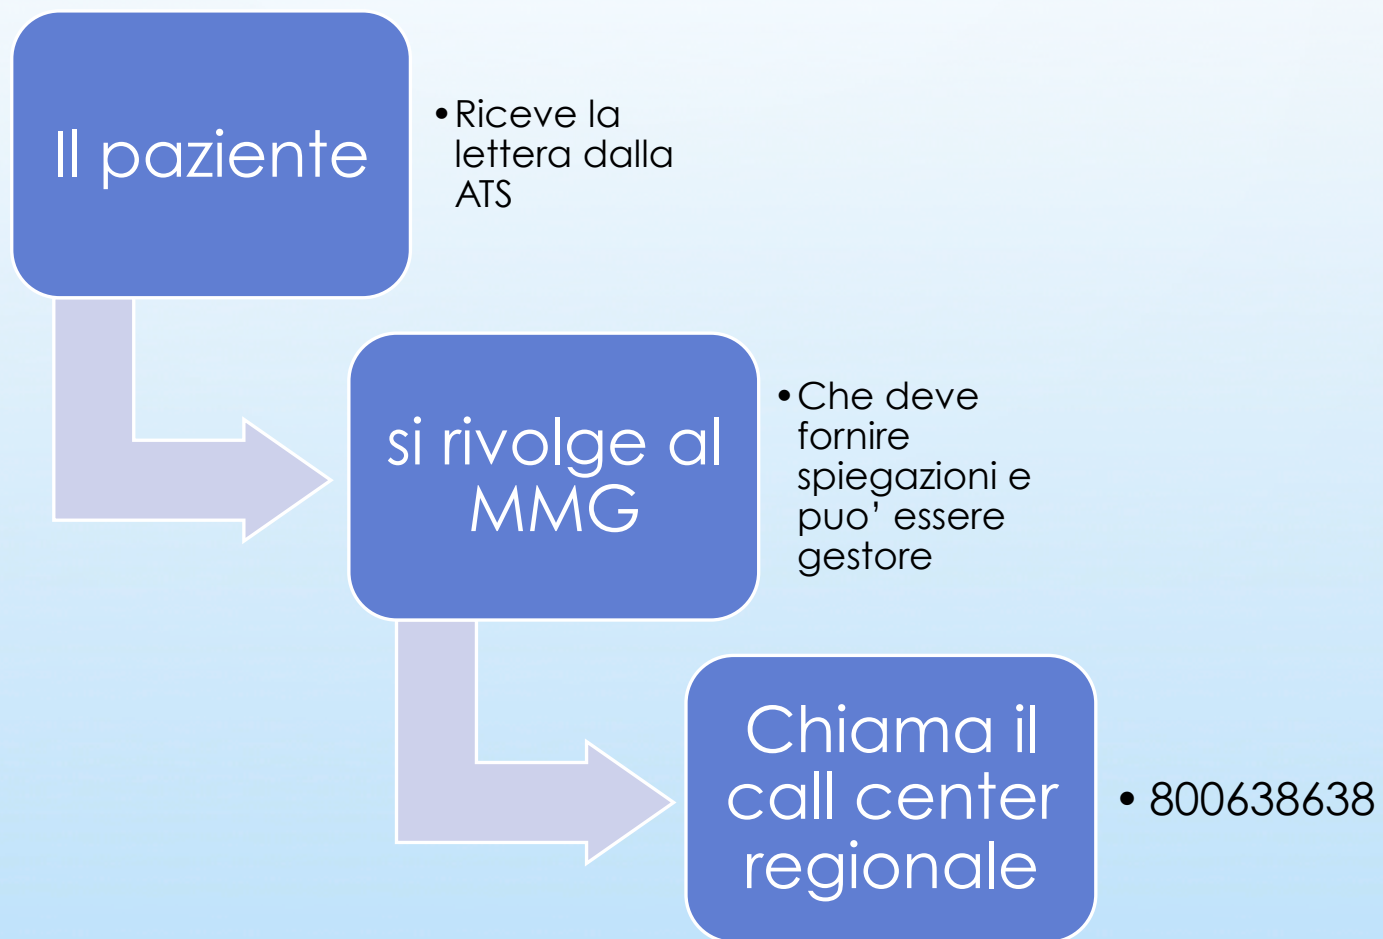 Il paziente
•Riceve la
lettera dalla
ATS
si rivolge al
MMG
•Che deve
fornire
spiegazioni e
puo’ essere
gestore
Chiama il
call center
regionale
• 800638638